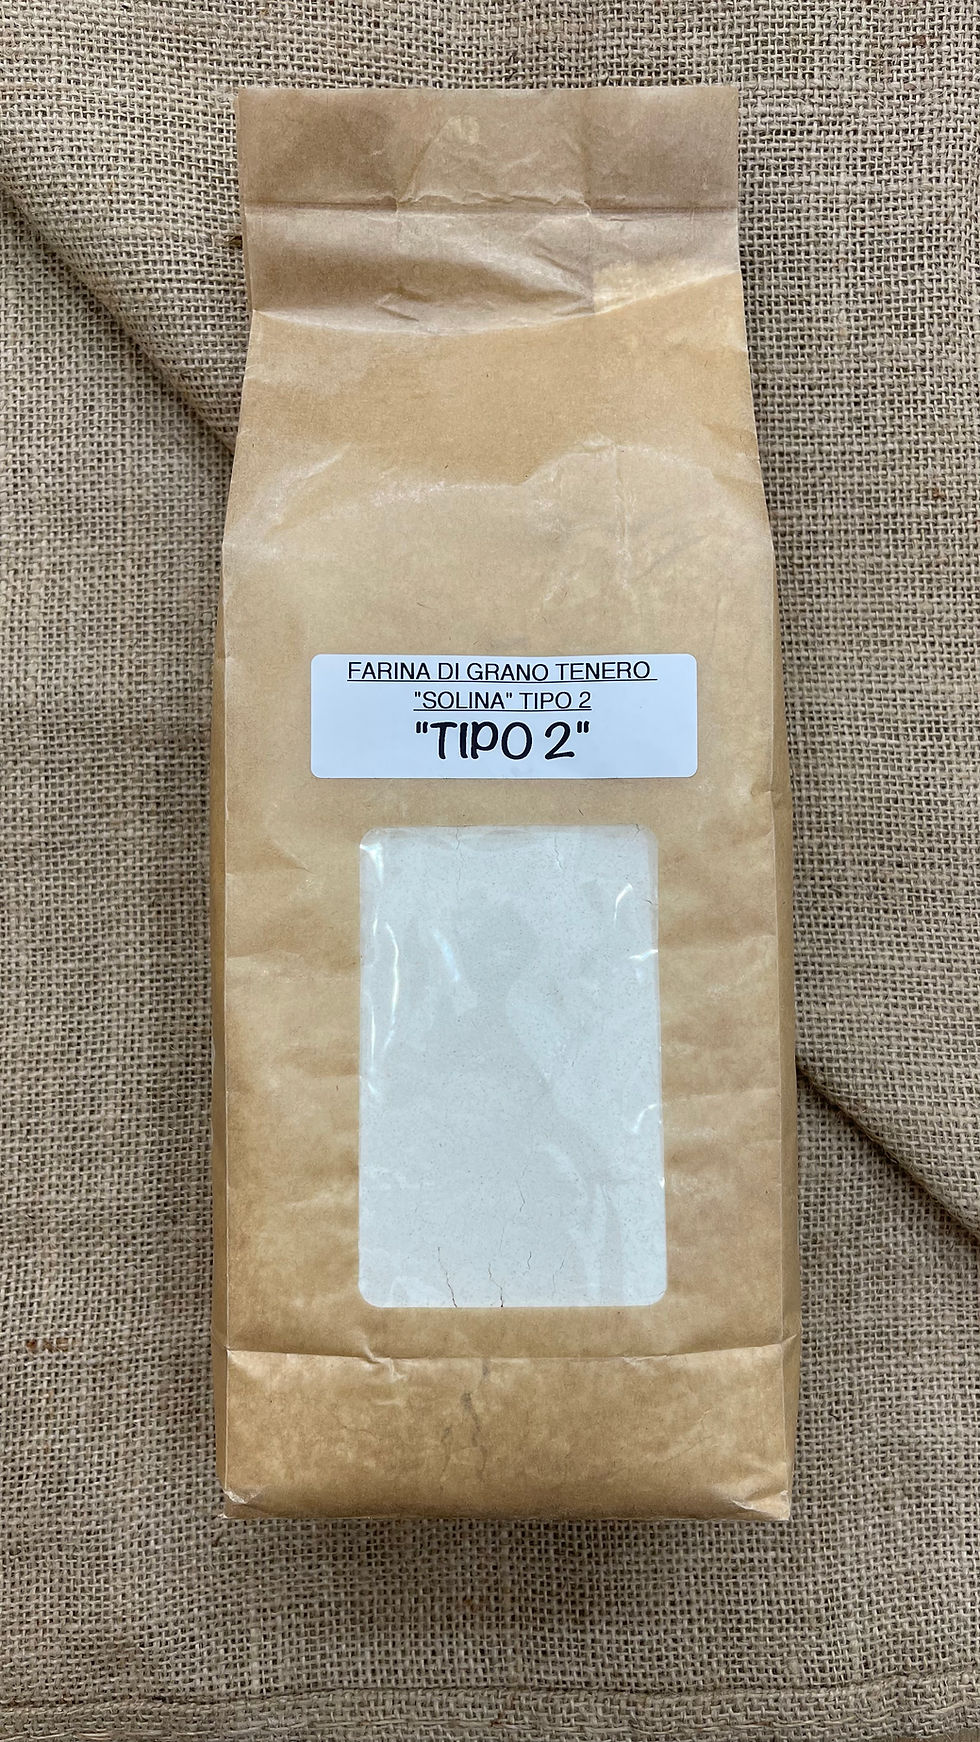 FARINA DI GRANO TENERO
"SOLINA" TIPO 2
"TIPO 2"